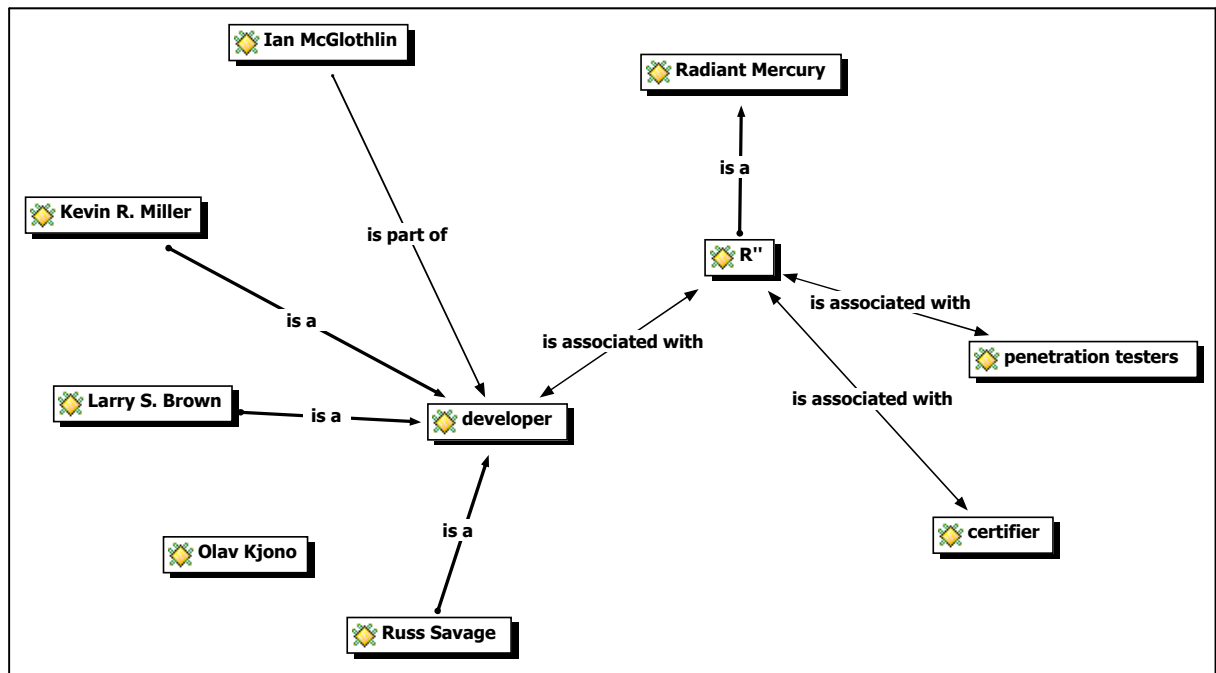 Ian McGlothlin
Radiant Mercury
is a
Kevin R. Miller
is part of
R"
is associated with
is a
is associated with
penetration testers
Larry S. Brown
is a
developer
is associated with
is a
certifier
Olav Kjono
Russ Savage